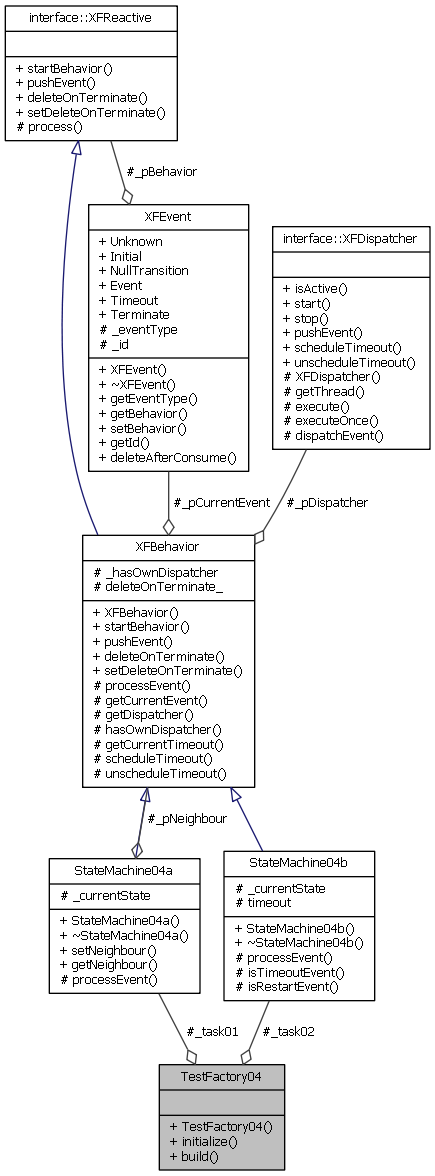 interface::XFReactive
+ startBehavior()
+ pushEvent()
+ deleteOnTerminate()
+ setDeleteOnTerminate()
# process()
#_pBehavior
XFEvent
+ Unknown
+ Initial
+ NullTransition
+ Event
+ Timeout
+ Terminate
# _eventType
# _id
+ XFEvent()
+ ~XFEvent()
+ getEventType()
+ getBehavior()
+ setBehavior()
+ getId()
+ deleteAfterConsume()
interface::XFDispatcher
+ isActive()
+ start()
+ stop()
+ pushEvent()
+ scheduleTimeout()
+ unscheduleTimeout()
# XFDispatcher()
# getThread()
# execute()
# executeOnce()
# dispatchEvent()
#_pCurrentEvent
#_pDispatcher
XFBehavior
# _hasOwnDispatcher
# deleteOnTerminate_
+ XFBehavior()
+ startBehavior()
+ pushEvent()
+ deleteOnTerminate()
+ setDeleteOnTerminate()
# processEvent()
# getCurrentEvent()
# getDispatcher()
# hasOwnDispatcher()
# getCurrentTimeout()
# scheduleTimeout()
# unscheduleTimeout()
#_pNeighbour
StateMachine04a
# _currentState
+ StateMachine04a()
+ ~StateMachine04a()
+ setNeighbour()
+ getNeighbour()
# processEvent()
StateMachine04b
# _currentState
# timeout
+ StateMachine04b()
+ ~StateMachine04b()
# processEvent()
# isTimeoutEvent()
# isRestartEvent()
#_task01
#_task02
TestFactory04
+ TestFactory04()
+ initialize()
+ build()